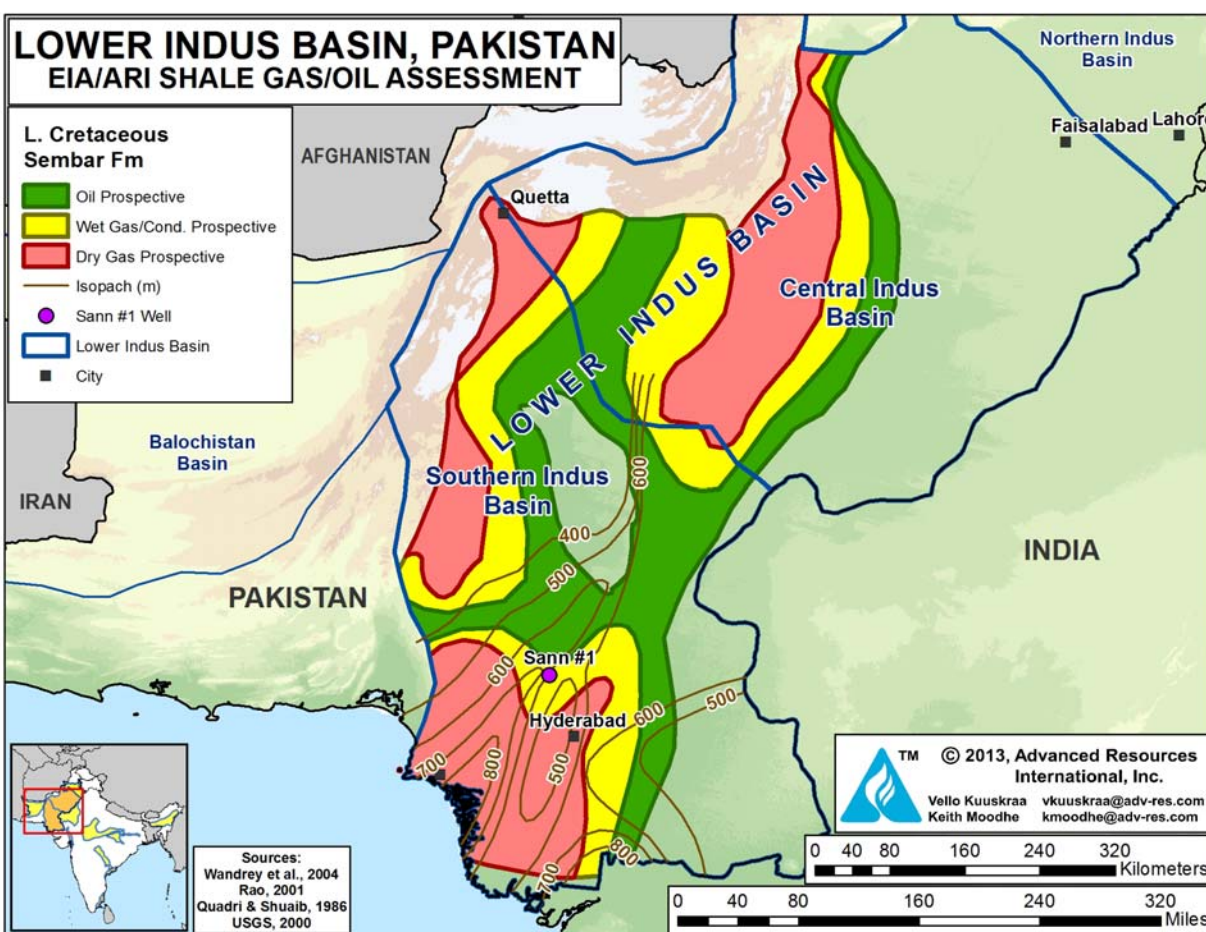 LOWER INDUS BASIN, PAKISTAN
EIA/ARI SHALE GAS/OIL ASSESSMENT
L. Cretaceous
Sembar Fm
Oil Prospective
Wet Gas/Cond. Prospective
Dry Gas Prospective
Isopach (m)
Sann #1 Well
Lower Indus Basin
City
Northern Indus
Basin
Faisalabad
Lahore
AFGHANISTAN
Quetta
LOWER INDUS BASIN
Central Indus
Basin
Balochistan
Basin
Southern Indus
Basin
IRAN
PAKISTAN
INDIA
600
400
500
600
Sann #1
Hyderabad
600
500
700
800
500
800
700
Sources:
Wandrey et al., 2004
Rao, 2001
Quadri & Shuaib, 1986
USGS, 2000
TM
© 2013, Advanced Resources
International, Inc.
Vello Kuuskraa vkuuskraa@adv-res.com
Keith Moodhe kmoodhe@adv-res.com
0 40 80 160 240 320
Kilometers
0 40 80 160 240 320
Miles